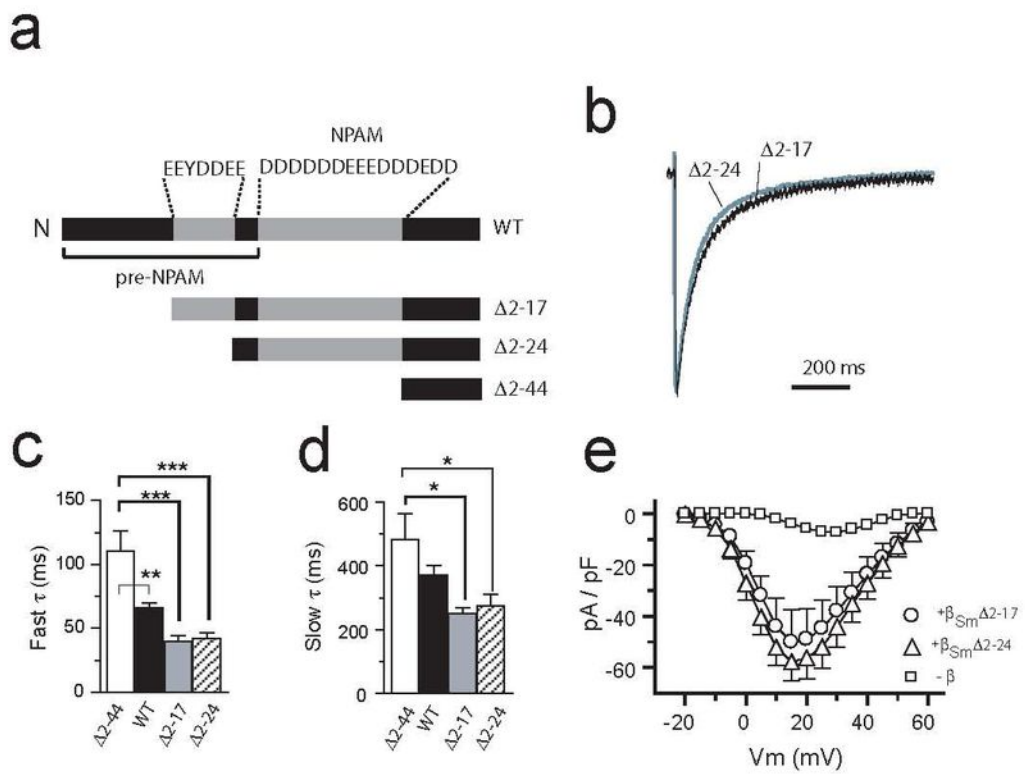 a
NPAM
EEYDDEE DDDDDDEEEDDDEDD
N
WT
pre-NPAM
Δ2-17
Δ2-24
Δ2-44
b
Δ2-17
Δ2-24
200 ms
c
***
***
**
150
100
50
0
Fast τ (ms)
Δ2-44
WT
Δ2-17
Δ2-24
d
*
*
600
400
200
0
Slow τ (ms)
Δ2-44
WT
Δ2-17
Δ2-24
e
0
-20
-40
-60
pA / pF
+βSmΔ2-17
+βSmΔ2-24
- β
-20 0 20 40 60
Vm (mV)